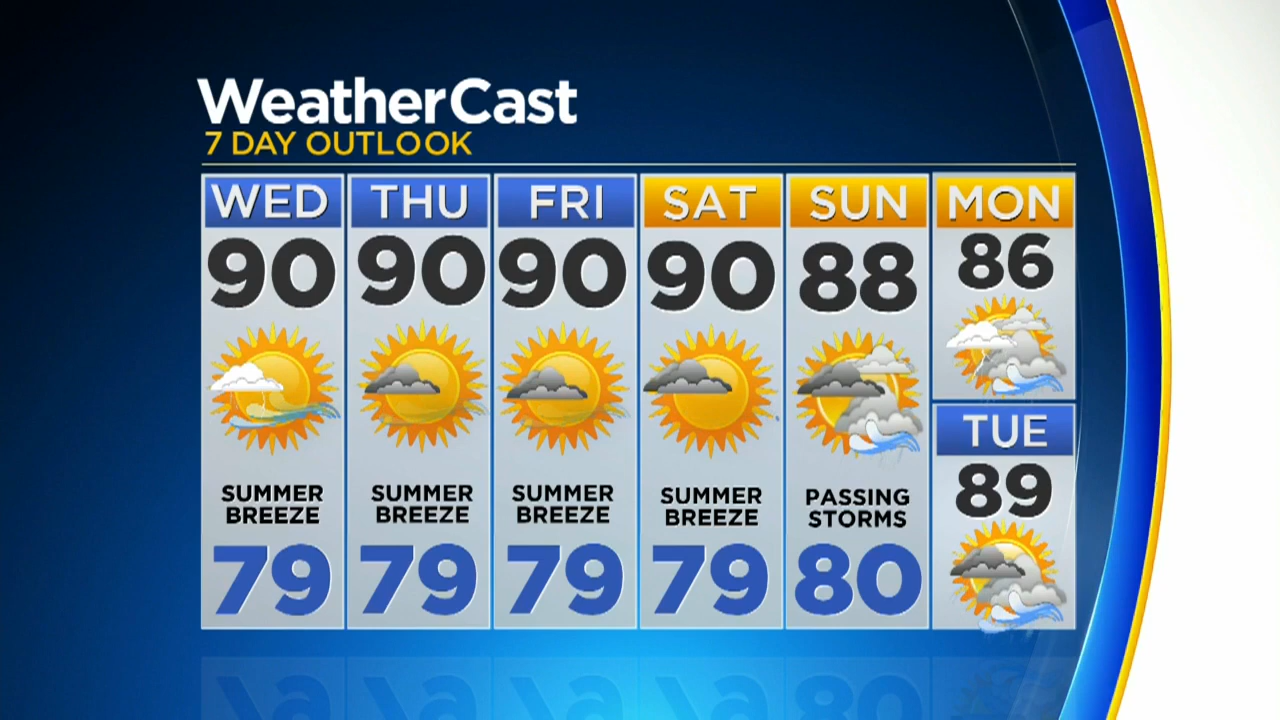 WeatherCast
7 DAY OUTLOOK
WED THU FRI SAT SUN MON
90 90 90 90 88 86
TUE
89
SUMMER BREEZE SUMMER BREEZE SUMMER BREEZE SUMMER BREEZE PASSING STORMS
79 79 79 79 80